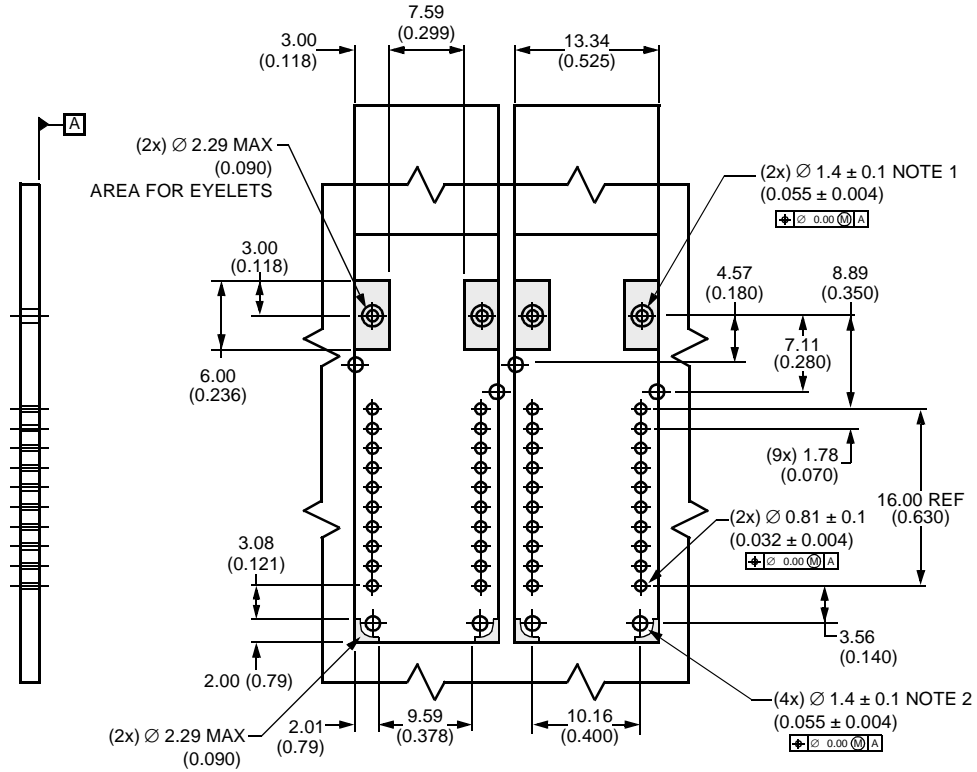 7.59
(0.299)
3.00
(0.118)
13.34
(0.525)
A
(2x) ∅ 2.29 MAX
(0.090)
AREA FOR EYELETS
(2x) ∅ 1.4 ± 0.1 NOTE 1
(0.055 ± 0.004)
⌖ ∅ 0.00 Ⓜ A
3.00
(0.118)
4.57
(0.180)
8.89
(0.350)
7.11
(0.280)
6.00
(0.236)
(9x) 1.78
(0.070)
16.00 REF
(0.630)
(2x) ∅ 0.81 ± 0.1
(0.032 ± 0.004)
⌖ ∅ 0.00 Ⓜ A
3.08
(0.121)
3.56
(0.140)
2.00 (0.79)
(4x) ∅ 1.4 ± 0.1 NOTE 2
(0.055 ± 0.004)
⌖ ∅ 0.00 Ⓜ A
2.01
(0.79)
9.59
(0.378)
10.16
(0.400)
(2x) ∅ 2.29 MAX
(0.090)